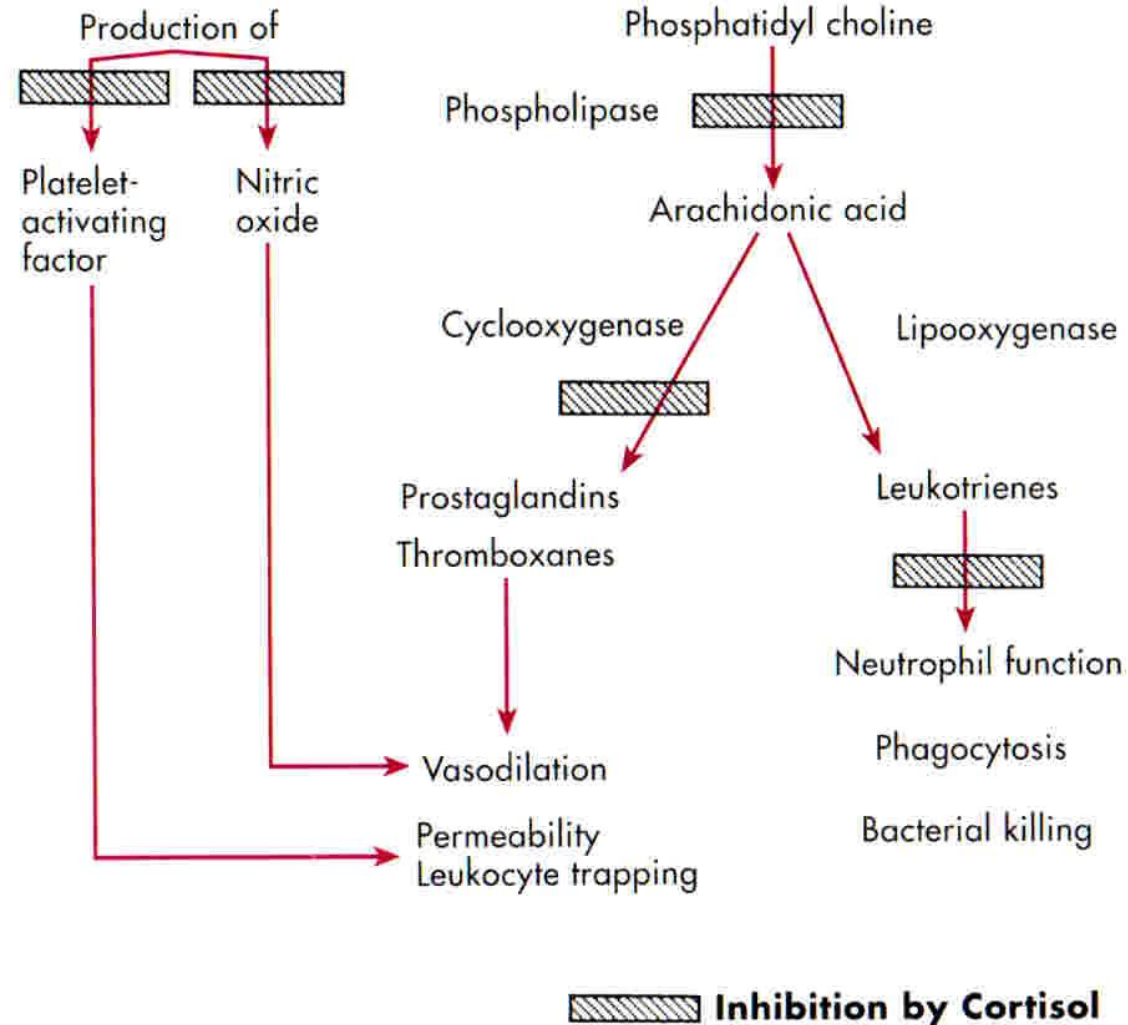 Production of
Platelet-
activating
factor
Nitric
oxide
Phosphatidyl choline
Phospholipase
Arachidonic acid
Cyclooxygenase
Lipooxygenase
Prostaglandins
Thromboxanes
Leukotrienes
Neutrophil function
Phagocytosis
Bacterial killing
Vasodilation
Permeability
Leukocyte trapping
Inhibition by Cortisol